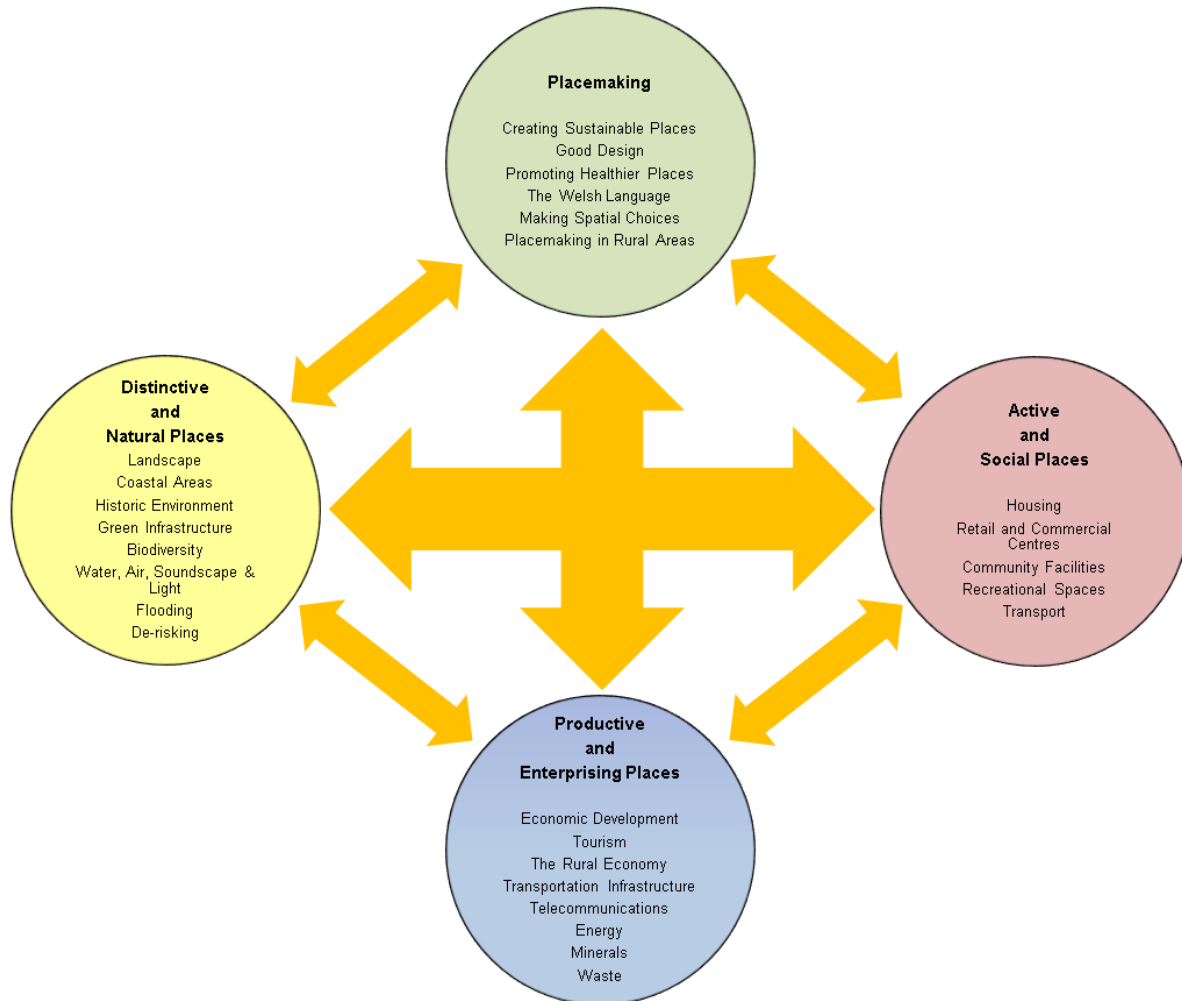 Placemaking
Creating Sustainable Places
Good Design
Promoting Healthier Places
The Welsh Language
Making Spatial Choices
Placemaking in Rural Areas
Distinctive
and
Natural Places
Landscape
Coastal Areas
Historic Environment
Green Infrastructure
Biodiversity
Water, Air, Soundscape &
Light
Flooding
De-risking
Active
and
Social Places
Housing
Retail and Commercial
Centres
Community Facilities
Recreational Spaces
Transport
Productive
and
Enterprising Places
Economic Development
Tourism
The Rural Economy
Transportation Infrastructure
Telecommunications
Energy
Minerals
Waste